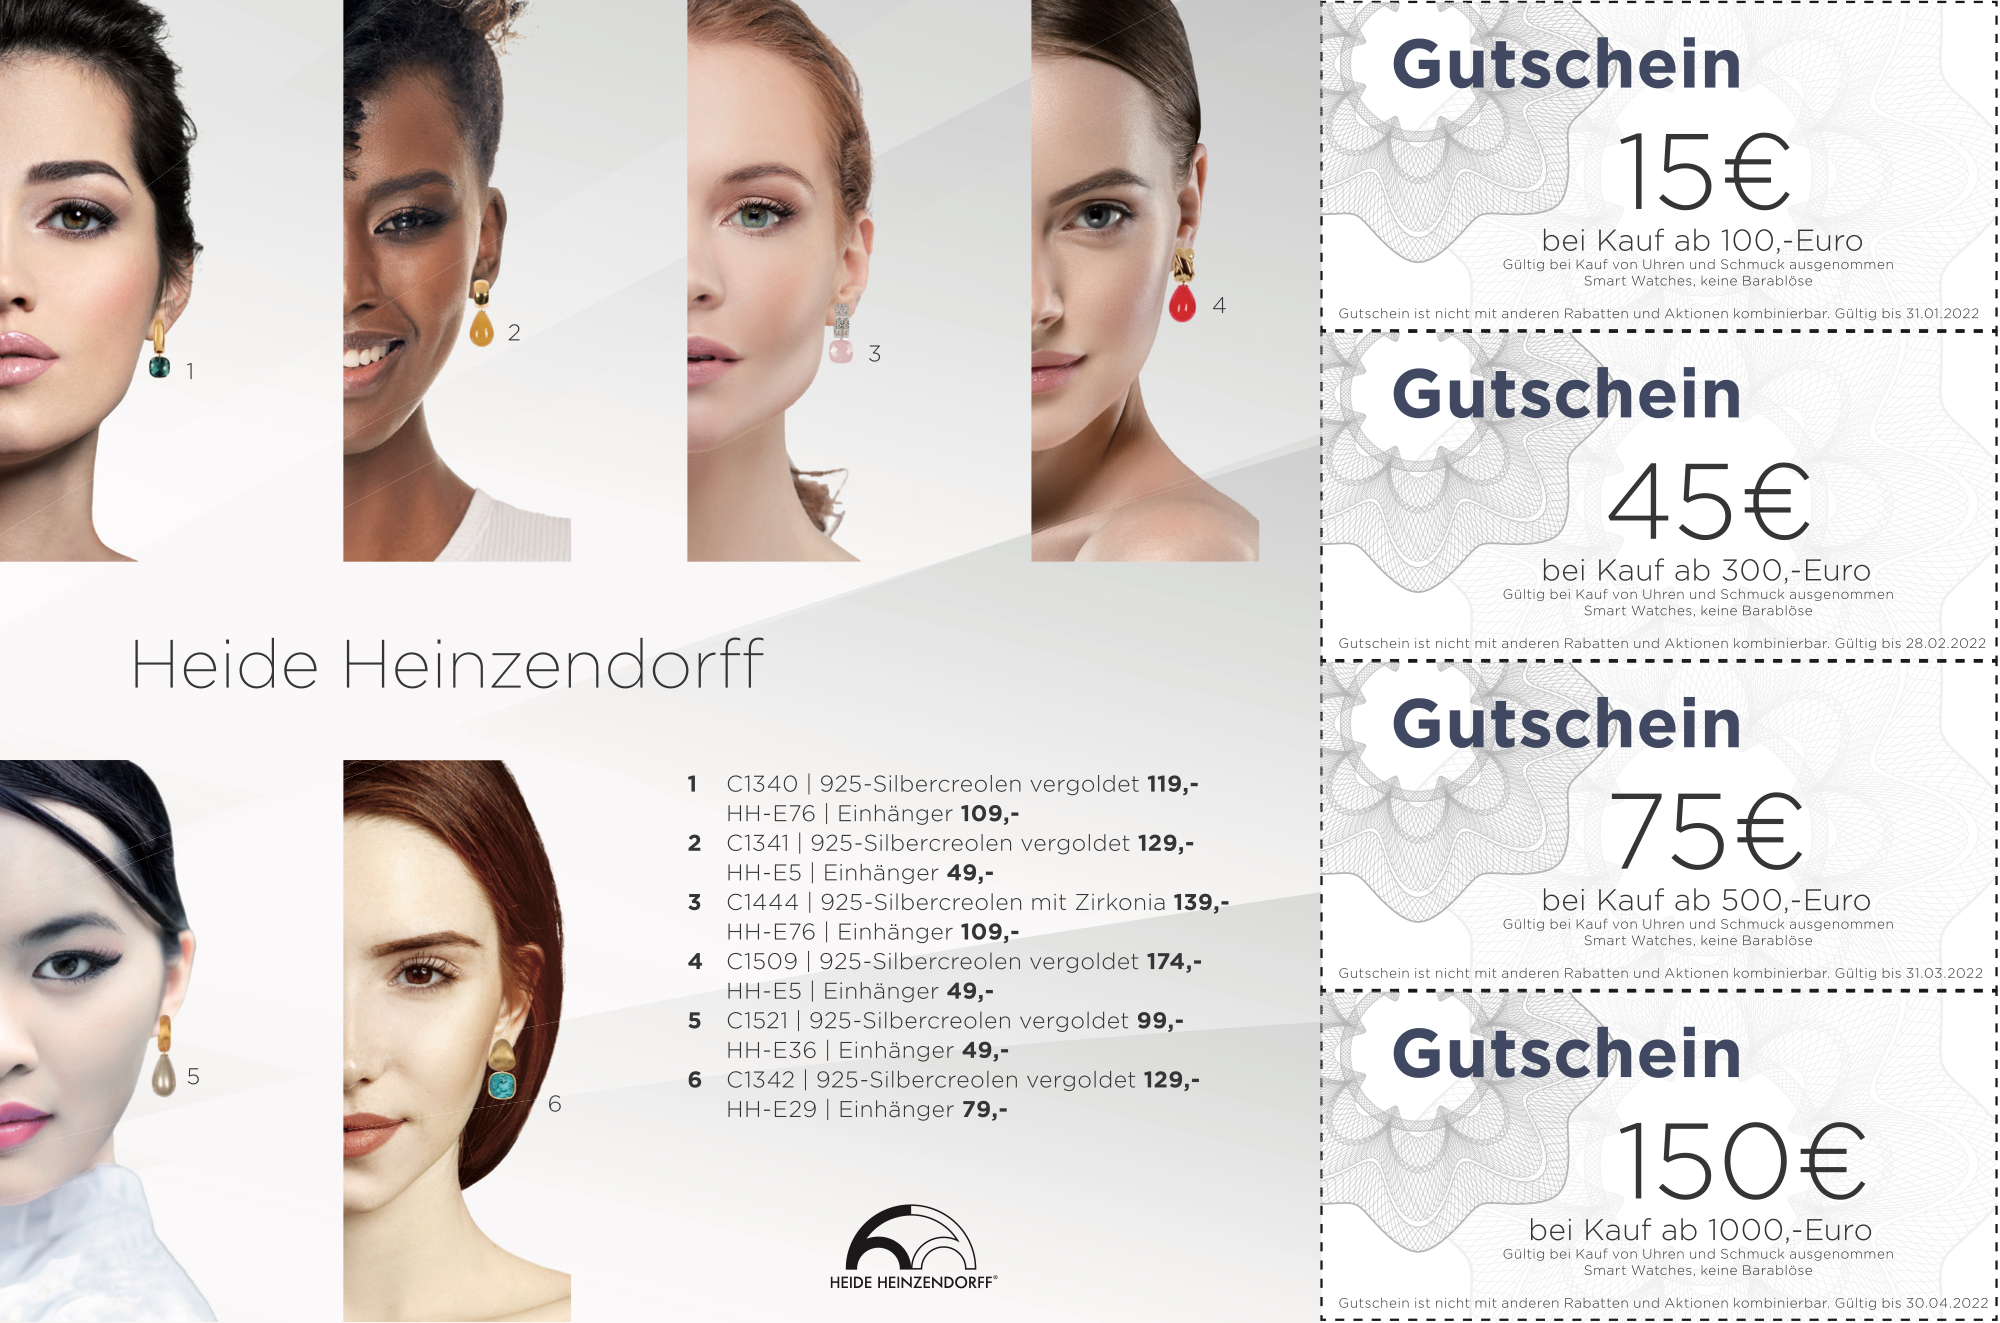 1
2
3
4
Heide Heinzendorff
5
6
1 C1340 | 925-Silbercreolen vergoldet 119,-
HH-E76 | Einhänger 109,-
2 C1341 | 925-Silbercreolen vergoldet 129,-
HH-E5 | Einhänger 49,-
3 C1444 | 925-Silbercreolen mit Zirkonia 139,-
HH-E76 | Einhänger 109,-
4 C1509 | 925-Silbercreolen vergoldet 174,-
HH-E5 | Einhänger 49,-
5 C1521 | 925-Silbercreolen vergoldet 99,-
HH-E36 | Einhänger 49,-
6 C1342 | 925-Silbercreolen vergoldet 129,-
HH-E29 | Einhänger 79,-
HEIDE HEINZENDORFF®
Gutschein
15€
bei Kauf ab 100,-Euro
Gültig bei Kauf von Uhren und Schmuck ausgenommen
Smart Watches, keine Barablöse
Gutschein ist nicht mit anderen Rabatten und Aktionen kombinierbar. Gültig bis 31.01.2022
Gutschein
45€
bei Kauf ab 300,-Euro
Gültig bei Kauf von Uhren und Schmuck ausgenommen
Smart Watches, keine Barablöse
Gutschein ist nicht mit anderen Rabatten und Aktionen kombinierbar. Gültig bis 28.02.2022
Gutschein
75€
bei Kauf ab 500,-Euro
Gültig bei Kauf von Uhren und Schmuck ausgenommen
Smart Watches, keine Barablöse
Gutschein ist nicht mit anderen Rabatten und Aktionen kombinierbar. Gültig bis 31.03.2022
Gutschein
150€
bei Kauf ab 1000,-Euro
Gültig bei Kauf von Uhren und Schmuck ausgenommen
Smart Watches, keine Barablöse
Gutschein ist nicht mit anderen Rabatten und Aktionen kombinierbar. Gültig bis 30.04.2022